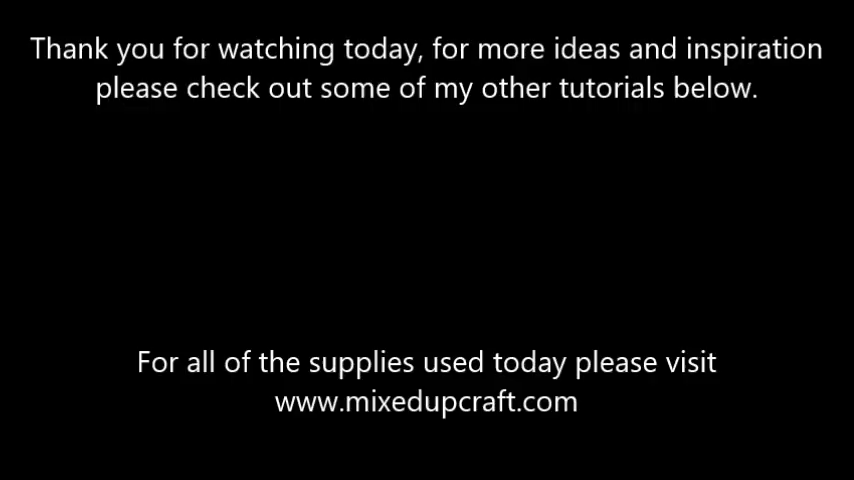 Thank you for watching today, for more ideas and inspiration
please check out some of my other tutorials below.
For all of the supplies used today please visit
www.mixedupcraft.com